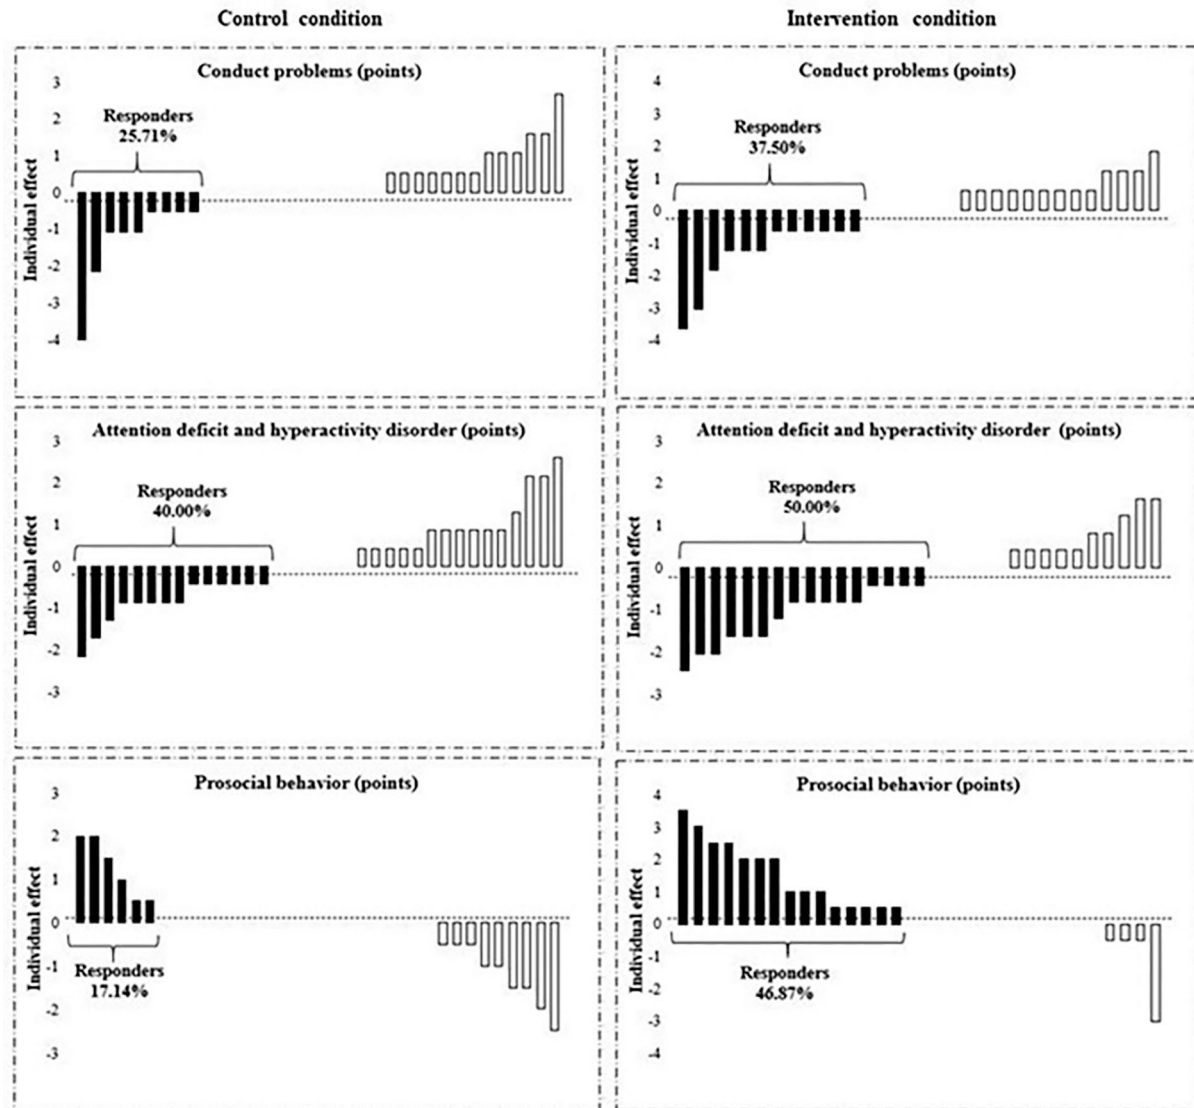 Control condition
Intervention condition
Conduct problems (points)
3
2
1
0
-1
-2
-3
-4
Individual effect
Responders
25.71%
Conduct problems (points)
4
3
2
1
0
-1
-2
-3
-4
Individual effect
Responders
37.50%
Attention deficit and hyperactivity disorder (points)
3
2
1
0
-1
-2
-3
Individual effect
Responders
40.00%
Attention deficit and hyperactivity disorder (points)
3
2
1
0
-1
-2
-3
Individual effect
Responders
50.00%
Prosocial behavior (points)
3
2
1
0
-1
-2
-3
Individual effect
Responders
17.14%
Prosocial behavior (points)
4
3
2
1
0
-1
-2
-3
-4
Individual effect
Responders
46.87%